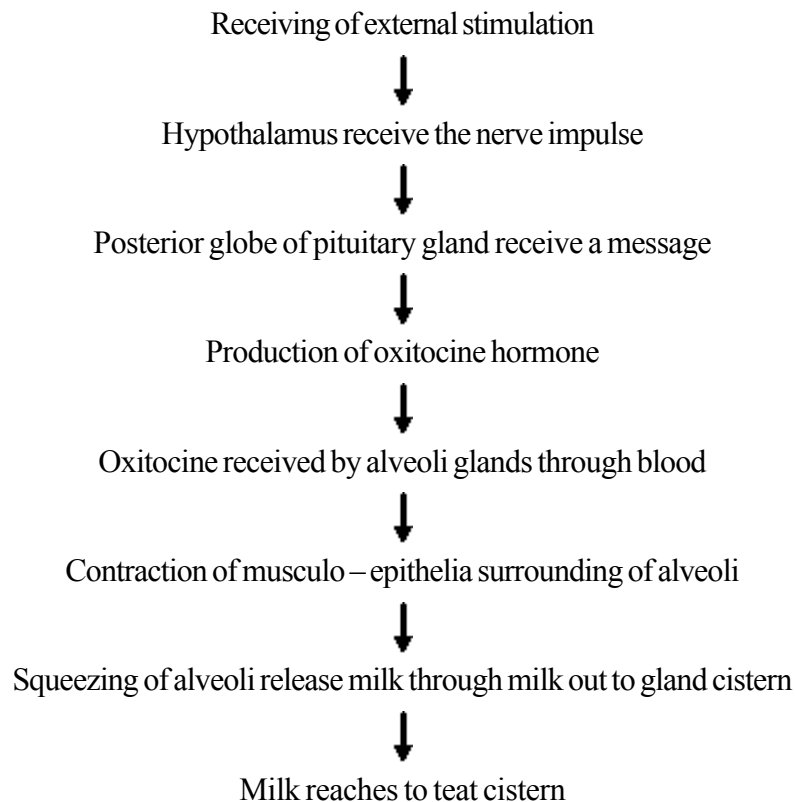 Receiving of external stimulation
Hypothalamus receive the nerve impulse
Posterior globe of pituitary gland receive a message
Production of oxitocine hormone
Oxitocine received by alveoli glands through blood
Contraction of musculo – epithelia surrounding of alveoli
Squeezing of alveoli release milk through milk out to gland cistern
Milk reaches to teat cistern